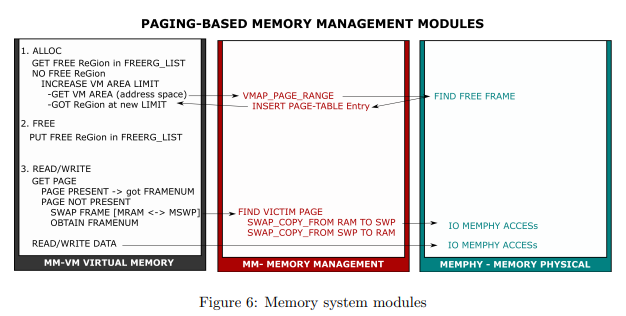 PAGING-BASED MEMORY MANAGEMENT MODULES
1. ALLOC
GET FREE ReGion in FREERG_LIST
NO FREE ReGion
INCREASE VM AREA LIMIT
-GET VM AREA (address space)
-GOT ReGion at new LIMIT
2. FREE
PUT FREE ReGion in FREERG_LIST
3. READ/WRITE
GET PAGE
PAGE PRESENT -> got FRAMENUM
PAGE NOT PRESENT
SWAP FRAME [MRAM <-> MSWP]
OBTAIN FRAMENUM
READ/WRITE DATA
MM-VM VIRTUAL MEMORY
VMAP_PAGE_RANGE
INSERT PAGE-TABLE Entry
FIND VICTIM PAGE
SWAP_COPY_FROM RAM TO SWP
SWAP_COPY_FROM SWP TO RAM
MM- MEMORY MANAGEMENT
FIND FREE FRAME
IO MEMPHY ACCESs
IO MEMPHY ACCESs
MEMPHY - MEMORY PHYSICAL
Figure 6: Memory system modules